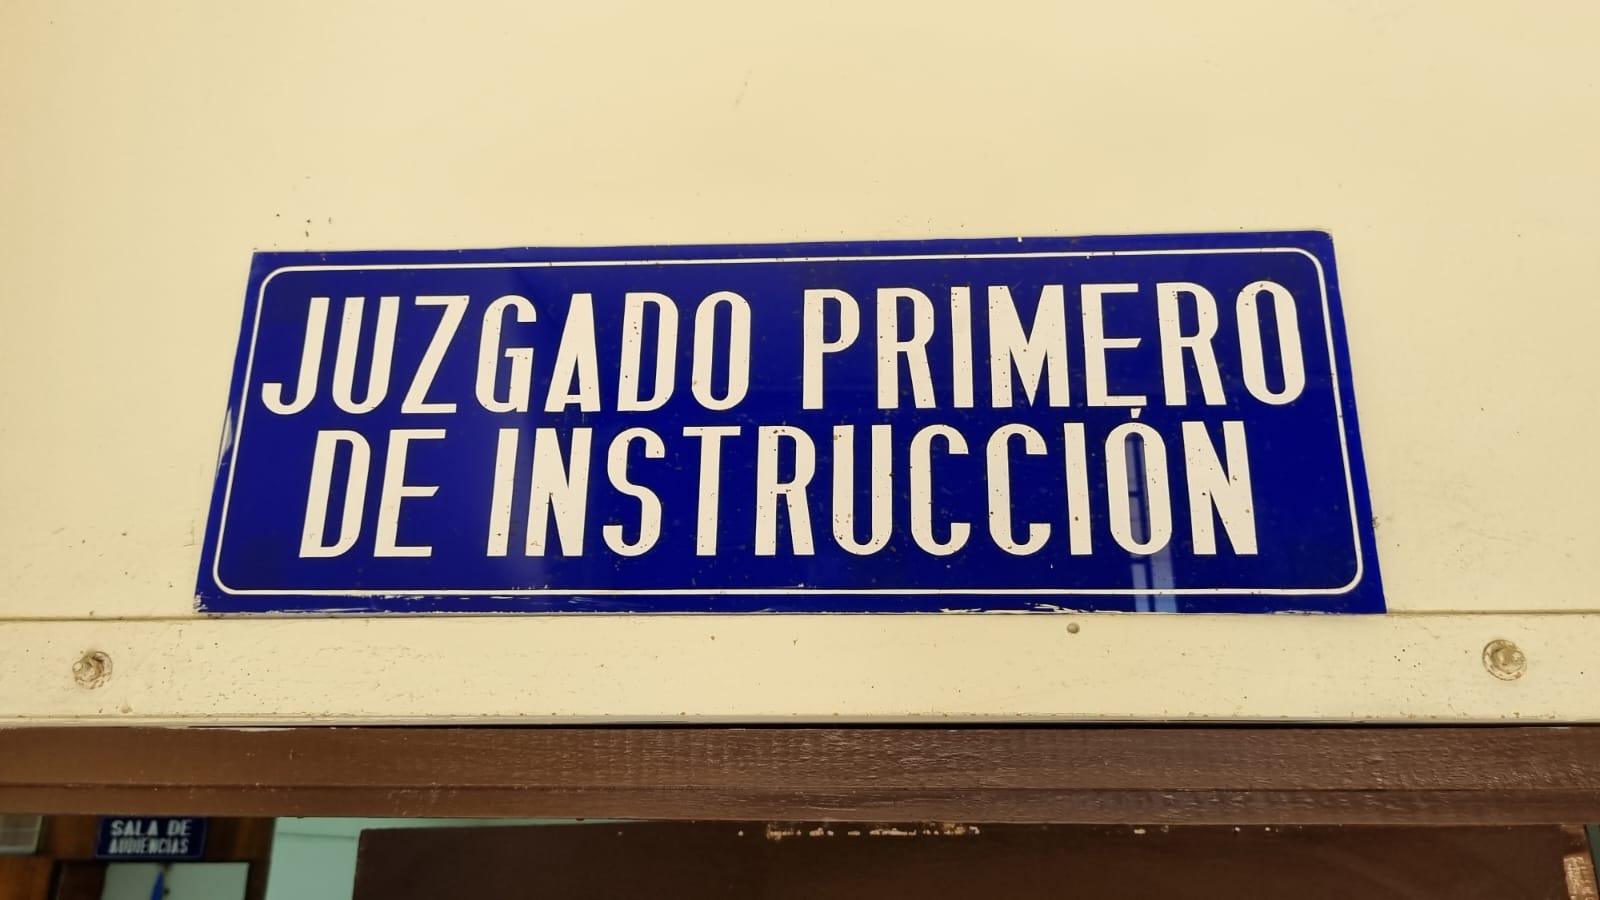 JUZGADO PRIMERO
DE INSTRUCCIÓN
SALA DE
AUDIENCIAS